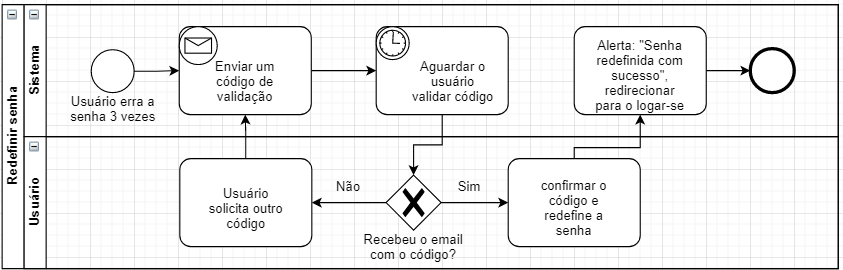 Redefinir senha
Sistema
Usuário erra a
senha 3 vezes
Enviar um
código de
validação
Aguardar o
usuário
validar código
Alerta: "Senha
redefinida com
sucesso",
redirecionar
para o logar-se
Usuário
Usuário
solicita outro
código
Não
Recebeu o email
com o código?
Sim
confirmar o
código e
redefine a
senha